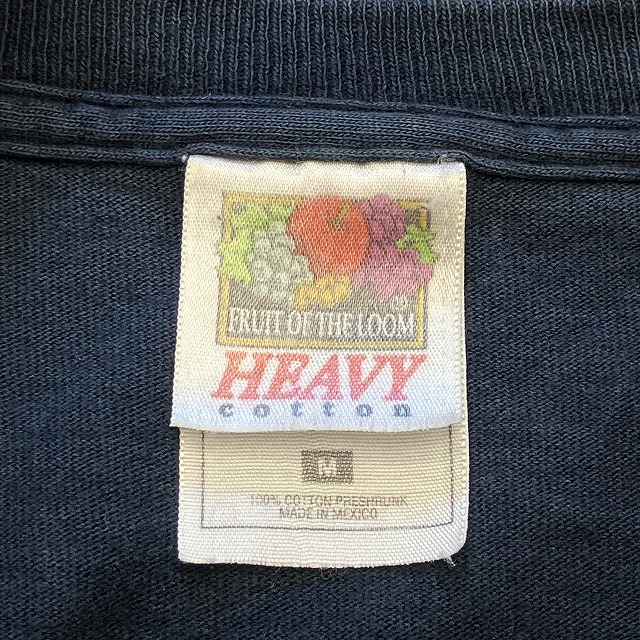 FRUIT OF THE LOOM
HEAVY
cotton
M
100% COTTON PRESHRUNK
MADE IN MEXICO